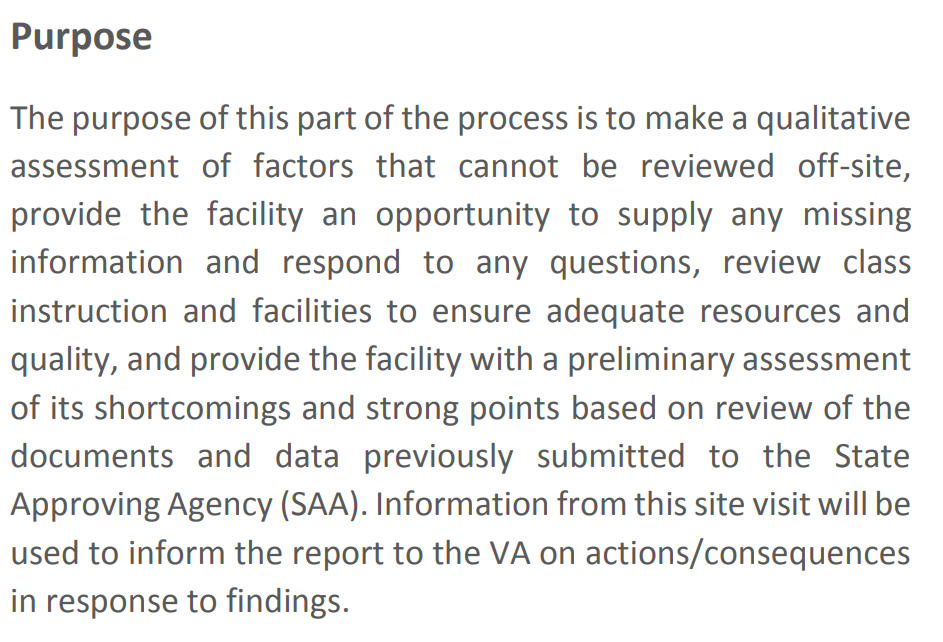 Purpose
The purpose of this part of the process is to make a qualitative
assessment of factors that cannot be reviewed off-site,
provide the facility an opportunity to supply any missing
information and respond to any questions, review class
instruction and facilities to ensure adequate resources and
quality, and provide the facility with a preliminary assessment
of its shortcomings and strong points based on review of the
documents and data previously submitted to the State
Approving Agency (SAA). Information from this site visit will be
used to inform the report to the VA on actions/consequences
in response to findings.